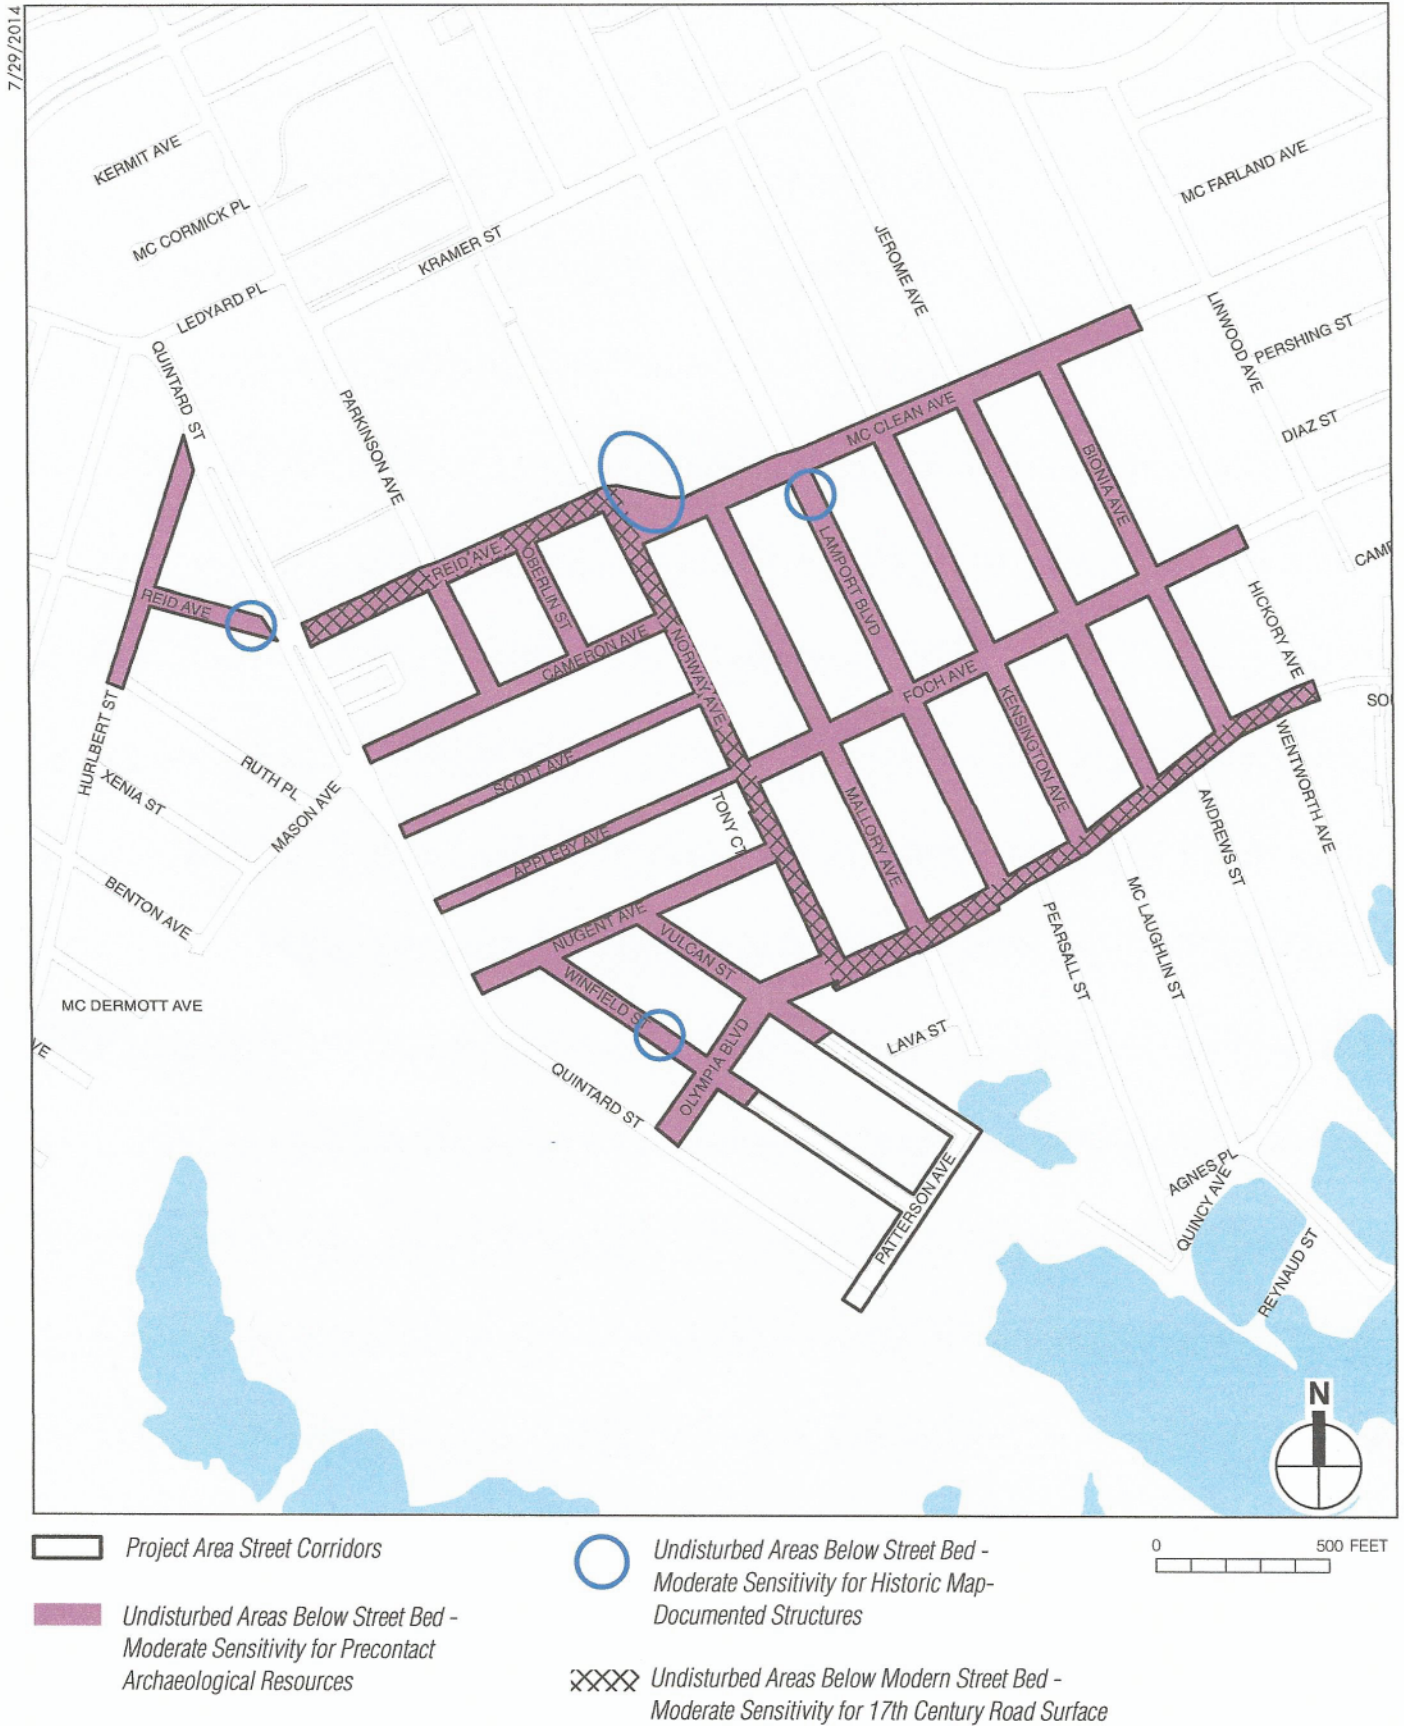 7/29/2014
KERMIT AVE
MC CORMICK PL
LEDYARD PL
KRAMER ST
MC FARLAND AVE
JEROME AVE
LINWOOD AVE
PERSHING ST
DIAZ ST
QUINTARD ST
PARKINSON AVE
MC CLEAN AVE
BIONIA AVE
CAME
REID AVE
OBERLIN ST
LAMPORT BLVD
REID AVE
CAMERON AVE
NORWAY AVE
FOCH AVE
HICKORY AVE
KENSINGTON AVE
SOU
HURLBERT ST
RUTH PL
XENIA ST
MASON AVE
SCOTT AVE
TONY CT
MALLORY AVE
WENTWORTH AVE
ANDREWS ST
APPLEBY AVE
BENTON AVE
NUGENT AVE
VULCAN ST
PEARSALL ST
MC LAUGHLIN ST
WINFIELD ST
MC DERMOTT AVE
VE
OLYMPIA BLVD
LAVA ST
QUINTARD ST
PATTERSON AVE
AGNES PL
QUINCY AVE
REYNAUD ST
N
Project Area Street Corridors
Undisturbed Areas Below Street Bed -
Moderate Sensitivity for Precontact
Archaeological Resources
Undisturbed Areas Below Street Bed -
Moderate Sensitivity for Historic Map-
Documented Structures
Undisturbed Areas Below Modern Street Bed -
Moderate Sensitivity for 17th Century Road Surface
0 500 FEET